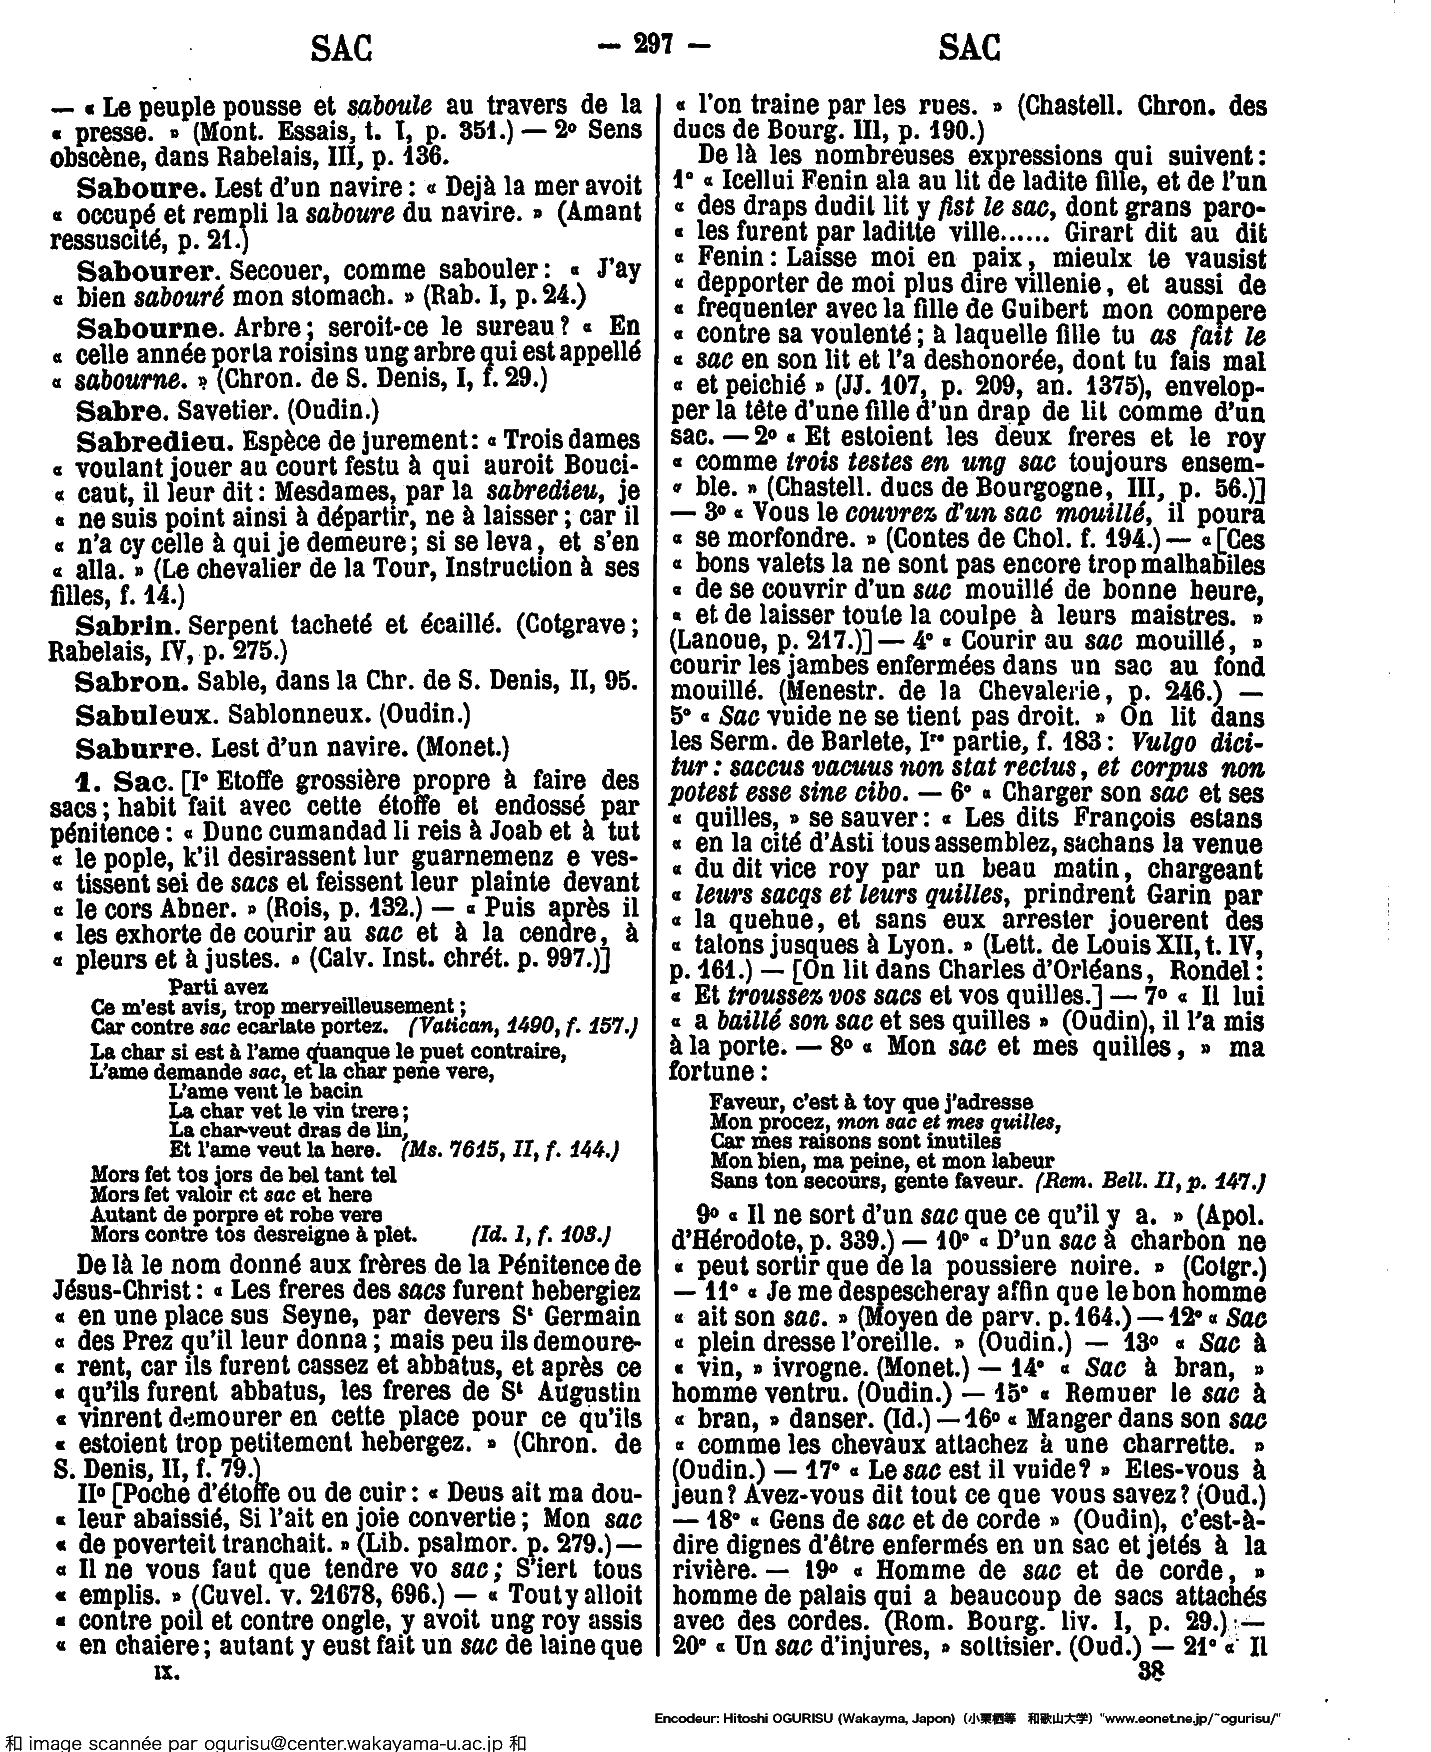 SAC — 297 — SAC
— « Le peuple pousse et saboule au travers de la
« presse. » (Mont. Essais, t. I, p. 351.) — 2º Sens
obscène, dans Rabelais, III, p. 136.
Saboure. Lest d'un navire : « Dejà la mer avoit
« occupé et rempli la saboure du navire. » (Amant
ressuscité, p. 21.)
Sabourer. Secouer, comme sabouler : « J'ay
« bien sabouré mon stomach. » (Rab. I, p. 24.)
Sabourne. Arbre ; seroit-ce le sureau ? « En
« celle année porta roisins ung arbre qui est appellé
« sabourne. » (Chron. de S. Denis, I, f. 29.)
Sabre. Savetier. (Oudin.)
Sabredieu. Espèce de jurement : « Trois dames
« voulant jouer au court festu à qui auroit Bouci-
« caut, il leur dit : Mesdames, par la sabredieu, je
« ne suis point ainsi à départir, ne à laisser ; car il
« n'a cy celle à qui je demeure ; si se leva, et s'en
« alla. » (Le chevalier de la Tour, Instruction à ses
filles, f. 14.)
Sabrin. Serpent tacheté et écaillé. (Cotgrave ;
Rabelais, IV, p. 275.)
Sabron. Sable, dans la Chr. de S. Denis, II, 95.
Sabuleux. Sablonneux. (Oudin.)
Saburre. Lest d'un navire. (Monet.)
1. Sac. [Iº Etoffe grossière propre à faire des
sacs ; habit fait avec cette étoffe et endossé par
pénitence : « Dunc cumandad li reis à Joab et à tut
« le pople, k'il desirassent lur guarnemenz e ves-
« tissent sei de sacs et feissent leur plainte devant
« le cors Abner. » (Rois, p. 132.) — « Puis après il
« les exhorte de courir au sac et à la cendre, à
« pleurs et à justes. » (Calv. Inst. chrét. p. 997.)]
Parti avez
Ce m'est avis, trop merveilleusement ;
Car contre sac ecarlate portez. (Vatican, 1490, f. 157.)
La char si est à l'ame quanque le puet contraire,
L'ame demande sac, et la char pene vere,
L'ame veut le bacin
La char vet le vin trere ;
La char veut dras de lin,
Et l'ame veut la here. (Ms. 7615, II, f. 144.)
Mors fet tos jors de bel tant tel
Mors fet valoir et sac et here
Autant de porpre et robe vere
Mors contre tos desreigne à plet. (Id. I, f. 103.)
De là le nom donné aux frères de la Pénitence de
Jésus-Christ : « Les freres des sacs furent hebergiez
« en une place sus Seyne, par devers St Germain
« des Prez qu'il leur donna ; mais peu ils demoure-
« rent, car ils furent cassez et abbatus, et après ce
« qu'ils furent abbatus, les freres de St Augustin
« vinrent demourer en cette place pour ce qu'ils
« estoient trop petitement hebergez. » (Chron. de
S. Denis, II, f. 79.)
IIº [Poche d'étoffe ou de cuir : « Deus ait ma dou-
« leur abaissié, Si l'ait en joie convertie ; Mon sac
« de poverteit tranchait. » (Lib. psalmor. p. 279.) —
« Il ne vous faut que tendre vo sac ; S'iert tous
« emplis. » (Cuvel. v. 21678, 696.) — « Tout y alloit
« contre poil et contre ongle, y avoit ung roy assis
« en chaiere ; autant y eust fait un sac de laine que
IX.
« l'on traine par les rues. » (Chastell. Chron. des
ducs de Bourg. III, p. 190.)
De là les nombreuses expressions qui suivent :
1º « Icellui Fenin ala au lit de ladite fille, et de l'un
« des draps dudit lit y fist le sac, dont grans paro-
« les furent par laditte ville...... Girart dit au dit
« Fenin : Laisse moi en paix, mieulx te vausist
« depporter de moi plus dire villenie, et aussi de
« frequenter avec la fille de Guibert mon compere
« contre sa voulenté ; à laquelle fille tu as fait le
« sac en son lit et l'a deshonorée, dont tu fais mal
« et peichié » (JJ. 107, p. 209, an. 1375), envelop-
per la tête d'une fille d'un drap de lit comme d'un
sac. — 2º « Et estoient les deux freres et le roy
« comme trois testes en ung sac toujours ensem-
« ble. » (Chastell. ducs de Bourgogne, III, p. 56.)]
— 3º « Vous le couvrez d'un sac mouillé, il poura
« se morfondre. » (Contes de Chol. f. 194.) — « [Ces
« bons valets la ne sont pas encore trop malhabiles
« de se couvrir d'un sac mouillé de bonne heure,
« et de laisser toute la coulpe à leurs maistres. »
(Lanoue, p. 217.)] — 4º « Courir au sac mouillé, »
courir les jambes enfermées dans un sac au fond
mouillé. (Menestr. de la Chevalerie, p. 246.) —
5º « Sac vuide ne se tient pas droit. » On lit dans
les Serm. de Barlete, Ire partie, f. 183 : Vulgo dici-
tur : saccus vacuus non stat rectus, et corpus non
potest esse sine cibo. — 6º « Charger son sac et ses
« quilles, » se sauver : « Les dits François estans
« en la cité d'Asti tous assemblez, sachans la venue
« du dit vice roy par un beau matin, chargeant
« leurs sacqs et leurs quilles, prindrent Garin par
« la quehue, et sans eux arrester jouerent des
« talons jusques à Lyon. » (Lett. de Louis XII, t. IV,
p. 161.) — [On lit dans Charles d'Orléans, Rondel :
« Et troussez vos sacs et vos quilles.] — 7º « Il lui
« a baillé son sac et ses quilles » (Oudin), il l'a mis
à la porte. — 8º « Mon sac et mes quilles, » ma
fortune :
Faveur, c'est à toy que j'adresse
Mon procez, mon sac et mes quilles,
Car mes raisons sont inutiles
Mon bien, ma peine, et mon labeur
Sans ton secours, gente faveur. (Rem. Bell. II, p. 147.)
9º « Il ne sort d'un sac que ce qu'il y a. » (Apol.
d'Hérodote, p. 339.) — 10º « D'un sac à charbon ne
« peut sortir que de la poussiere noire. » (Cotgr.)
— 11º « Je me despescheray affin que le bon homme
« ait son sac. » (Moyen de parv. p. 164.) — 12º « Sac
« plein dresse l'oreille. » (Oudin.) — 13º « Sac à
« vin, » ivrogne. (Monet.) — 14º « Sac à bran, »
homme ventru. (Oudin.) — 15º « Remuer le sac à
« bran, » danser. (Id.) — 16º « Manger dans son sac
« comme les chevaux attachez à une charrette. »
(Oudin.) — 17º « Le sac est il vuide ? » Etes-vous à
jeun ? Avez-vous dit tout ce que vous savez ? (Oud.)
— 18º « Gens de sac et de corde » (Oudin), c'est-à-
dire dignes d'être enfermés en un sac et jetés à la
rivière. — 19º « Homme de sac et de corde, »
homme de palais qui a beaucoup de sacs attachés
avec des cordes. (Rom. Bourg. liv. I, p. 29.) —
20º « Un sac d'injures, » sottisier. (Oud.) — 21º « Il
38
Encodeur: Hitoshi OGURISU (Wakayma, Japon) (小栗栖等 和歌山大学) "www.eonet.ne.jp/~ogurisu/"
和 image scannée par ogurisu@center.wakayama-u.ac.jp 和